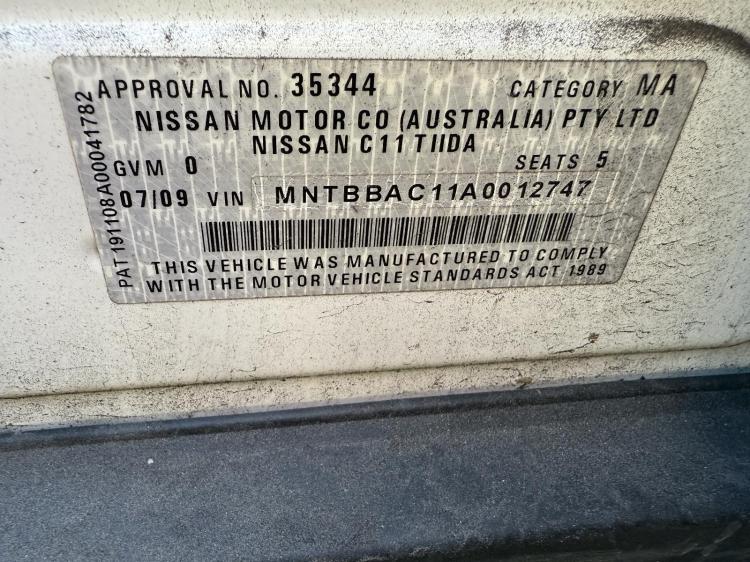 APPROVAL NO. 35344 CATEGORY MA
NISSAN MOTOR CO (AUSTRALIA) PTY LTD
NISSAN C11 TIIDA
GVM 0 SEATS 5
07/09 VIN MNTBBAC11A0012747
THIS VEHICLE WAS MANUFACTURED TO COMPLY
WITH THE MOTOR VEHICLE STANDARDS ACT 1989
PAT 191108A00041782